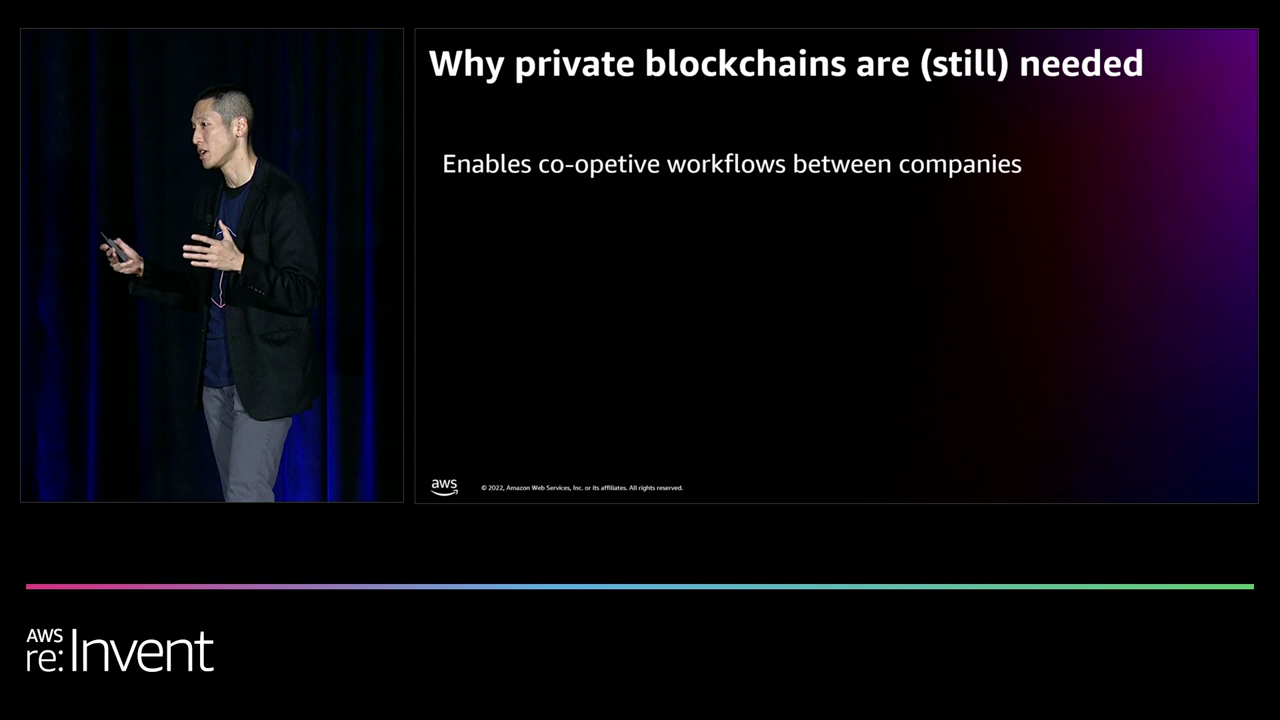 Why private blockchains are (still) needed
Enables co-opetive workflows between companies
aws
© 2022, Amazon Web Services, Inc. or its affiliates. All rights reserved.
AWS
re:Invent